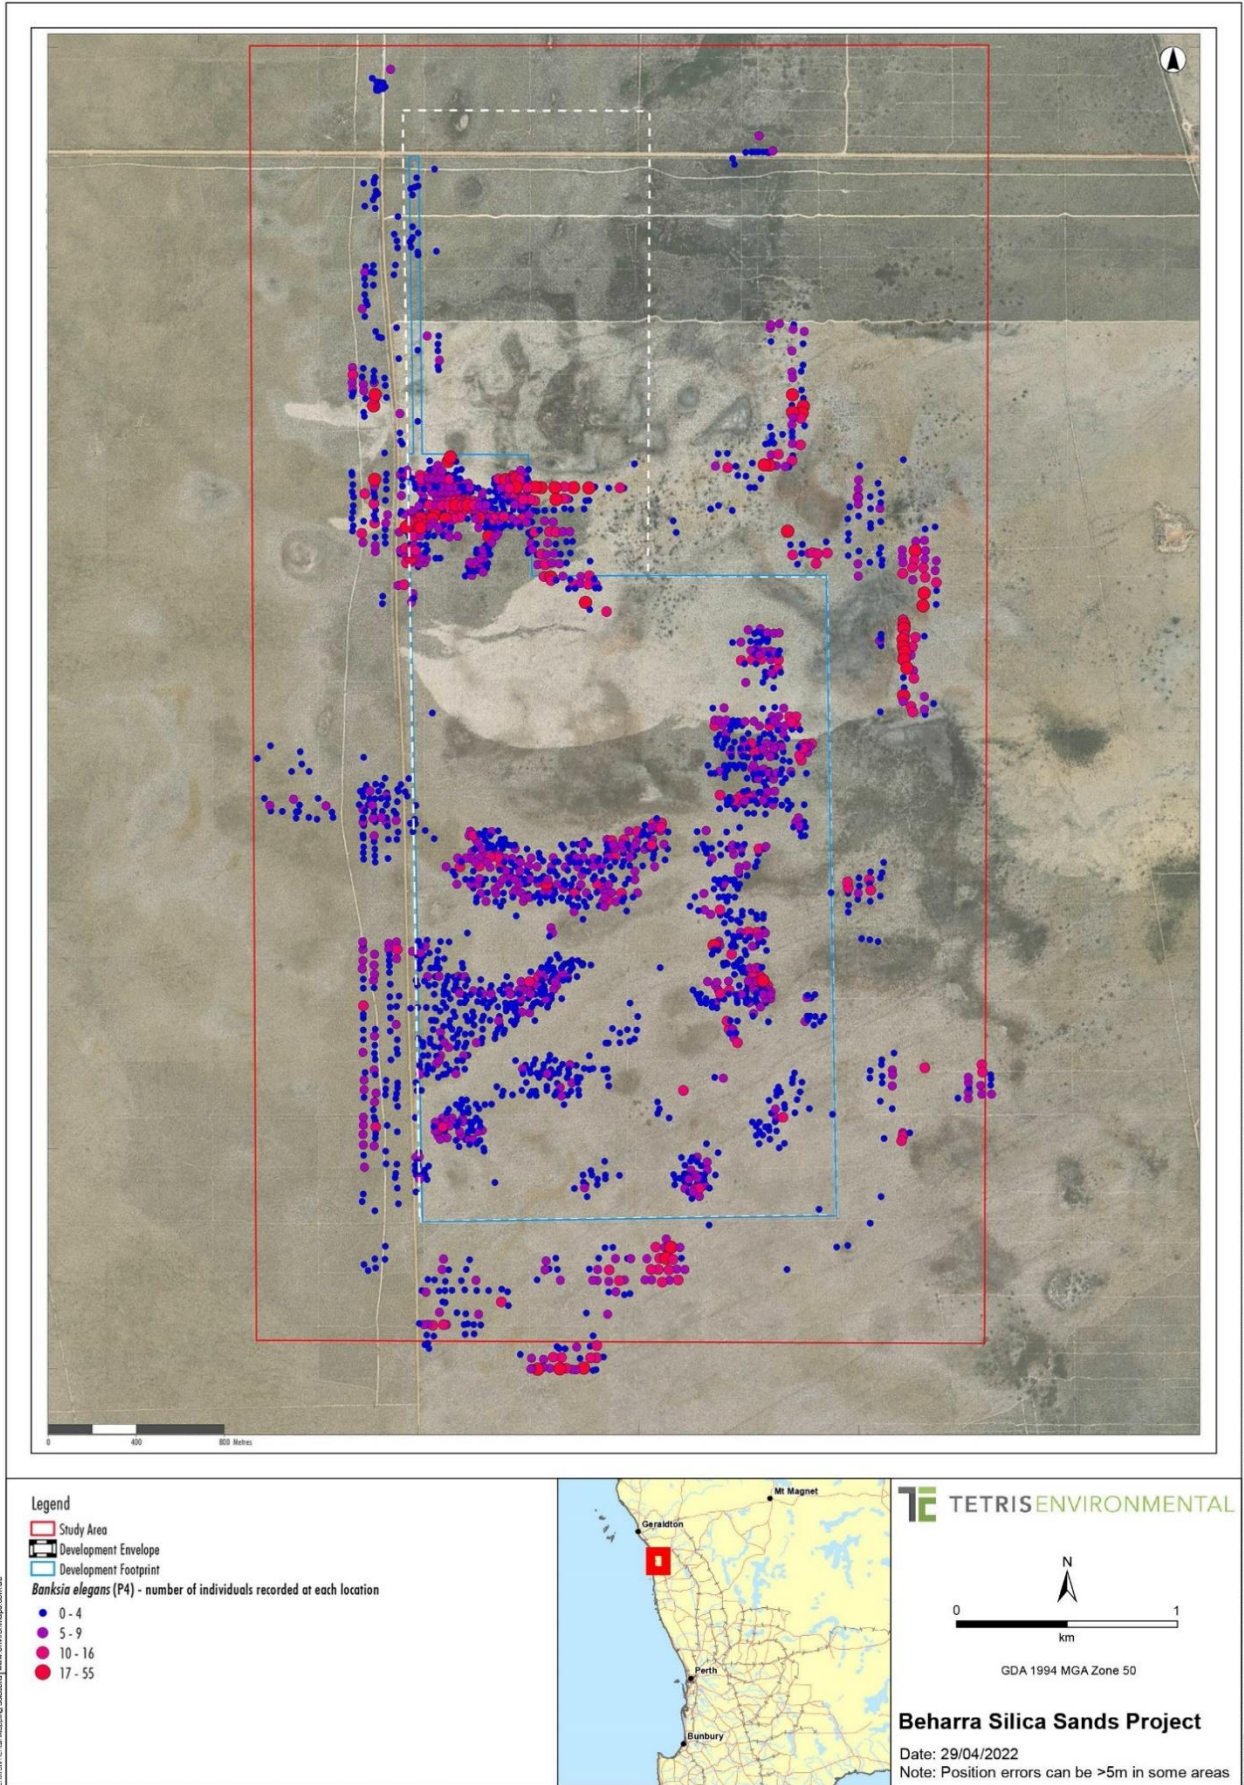 0 400 800 Metres
Legend
Study Area
Development Envelope
Development Footprint
Banksia elegans (P4) - number of individuals recorded at each location
0 - 4
5 - 9
10 - 16
17 - 55
Mt Magnet
Geraldton
Perth
Bunbury
TE TETRIS ENVIRONMENTAL
N
0 1
km
GDA 1994 MGA Zone 50
Beharra Silica Sands Project
Date: 29/04/2022
Note: Position errors can be >5m in some areas